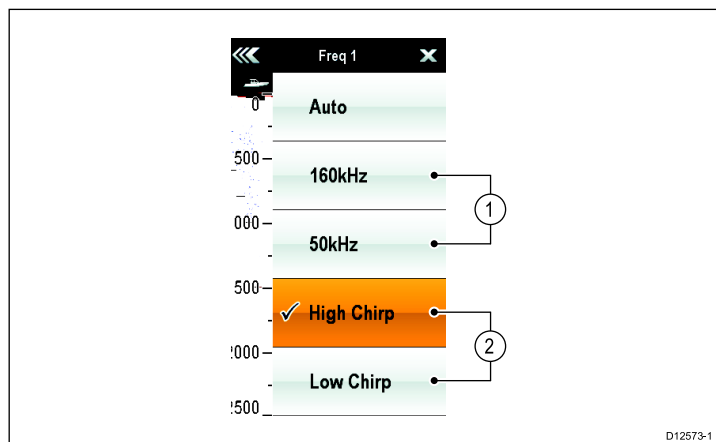 Freq 1
0
Auto
500
160kHz
1
000
50kHz
500
High Chirp
2
2000
Low Chirp
2500
D12573-1